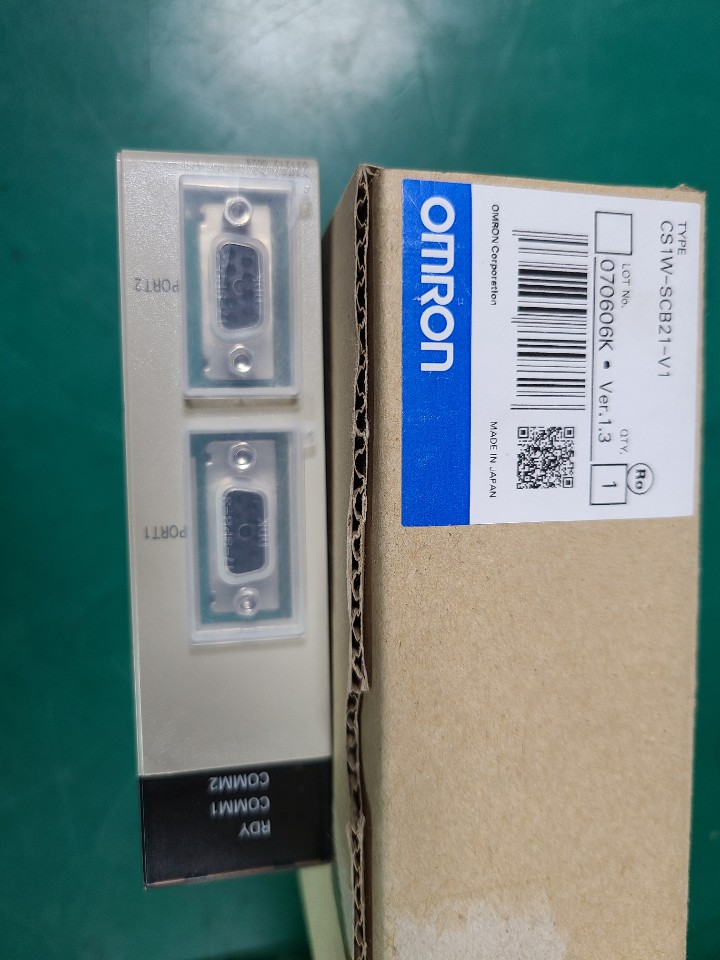 TYPE
CS1W-SCB21-V1
LOT No.
070606K • Ver.1.3
QTY.
1
Ro
OMRON Corporation
MADE IN JAPAN
OMRON
PORT2
PORT1
RDY
COMM1
COMM2